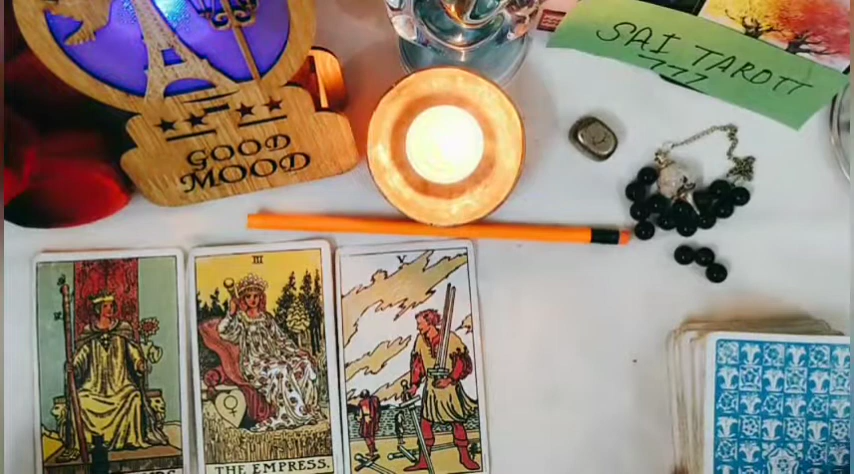 GOOD
MOOD
SAI TAROTT
777
III
V
THE EMPRESS.